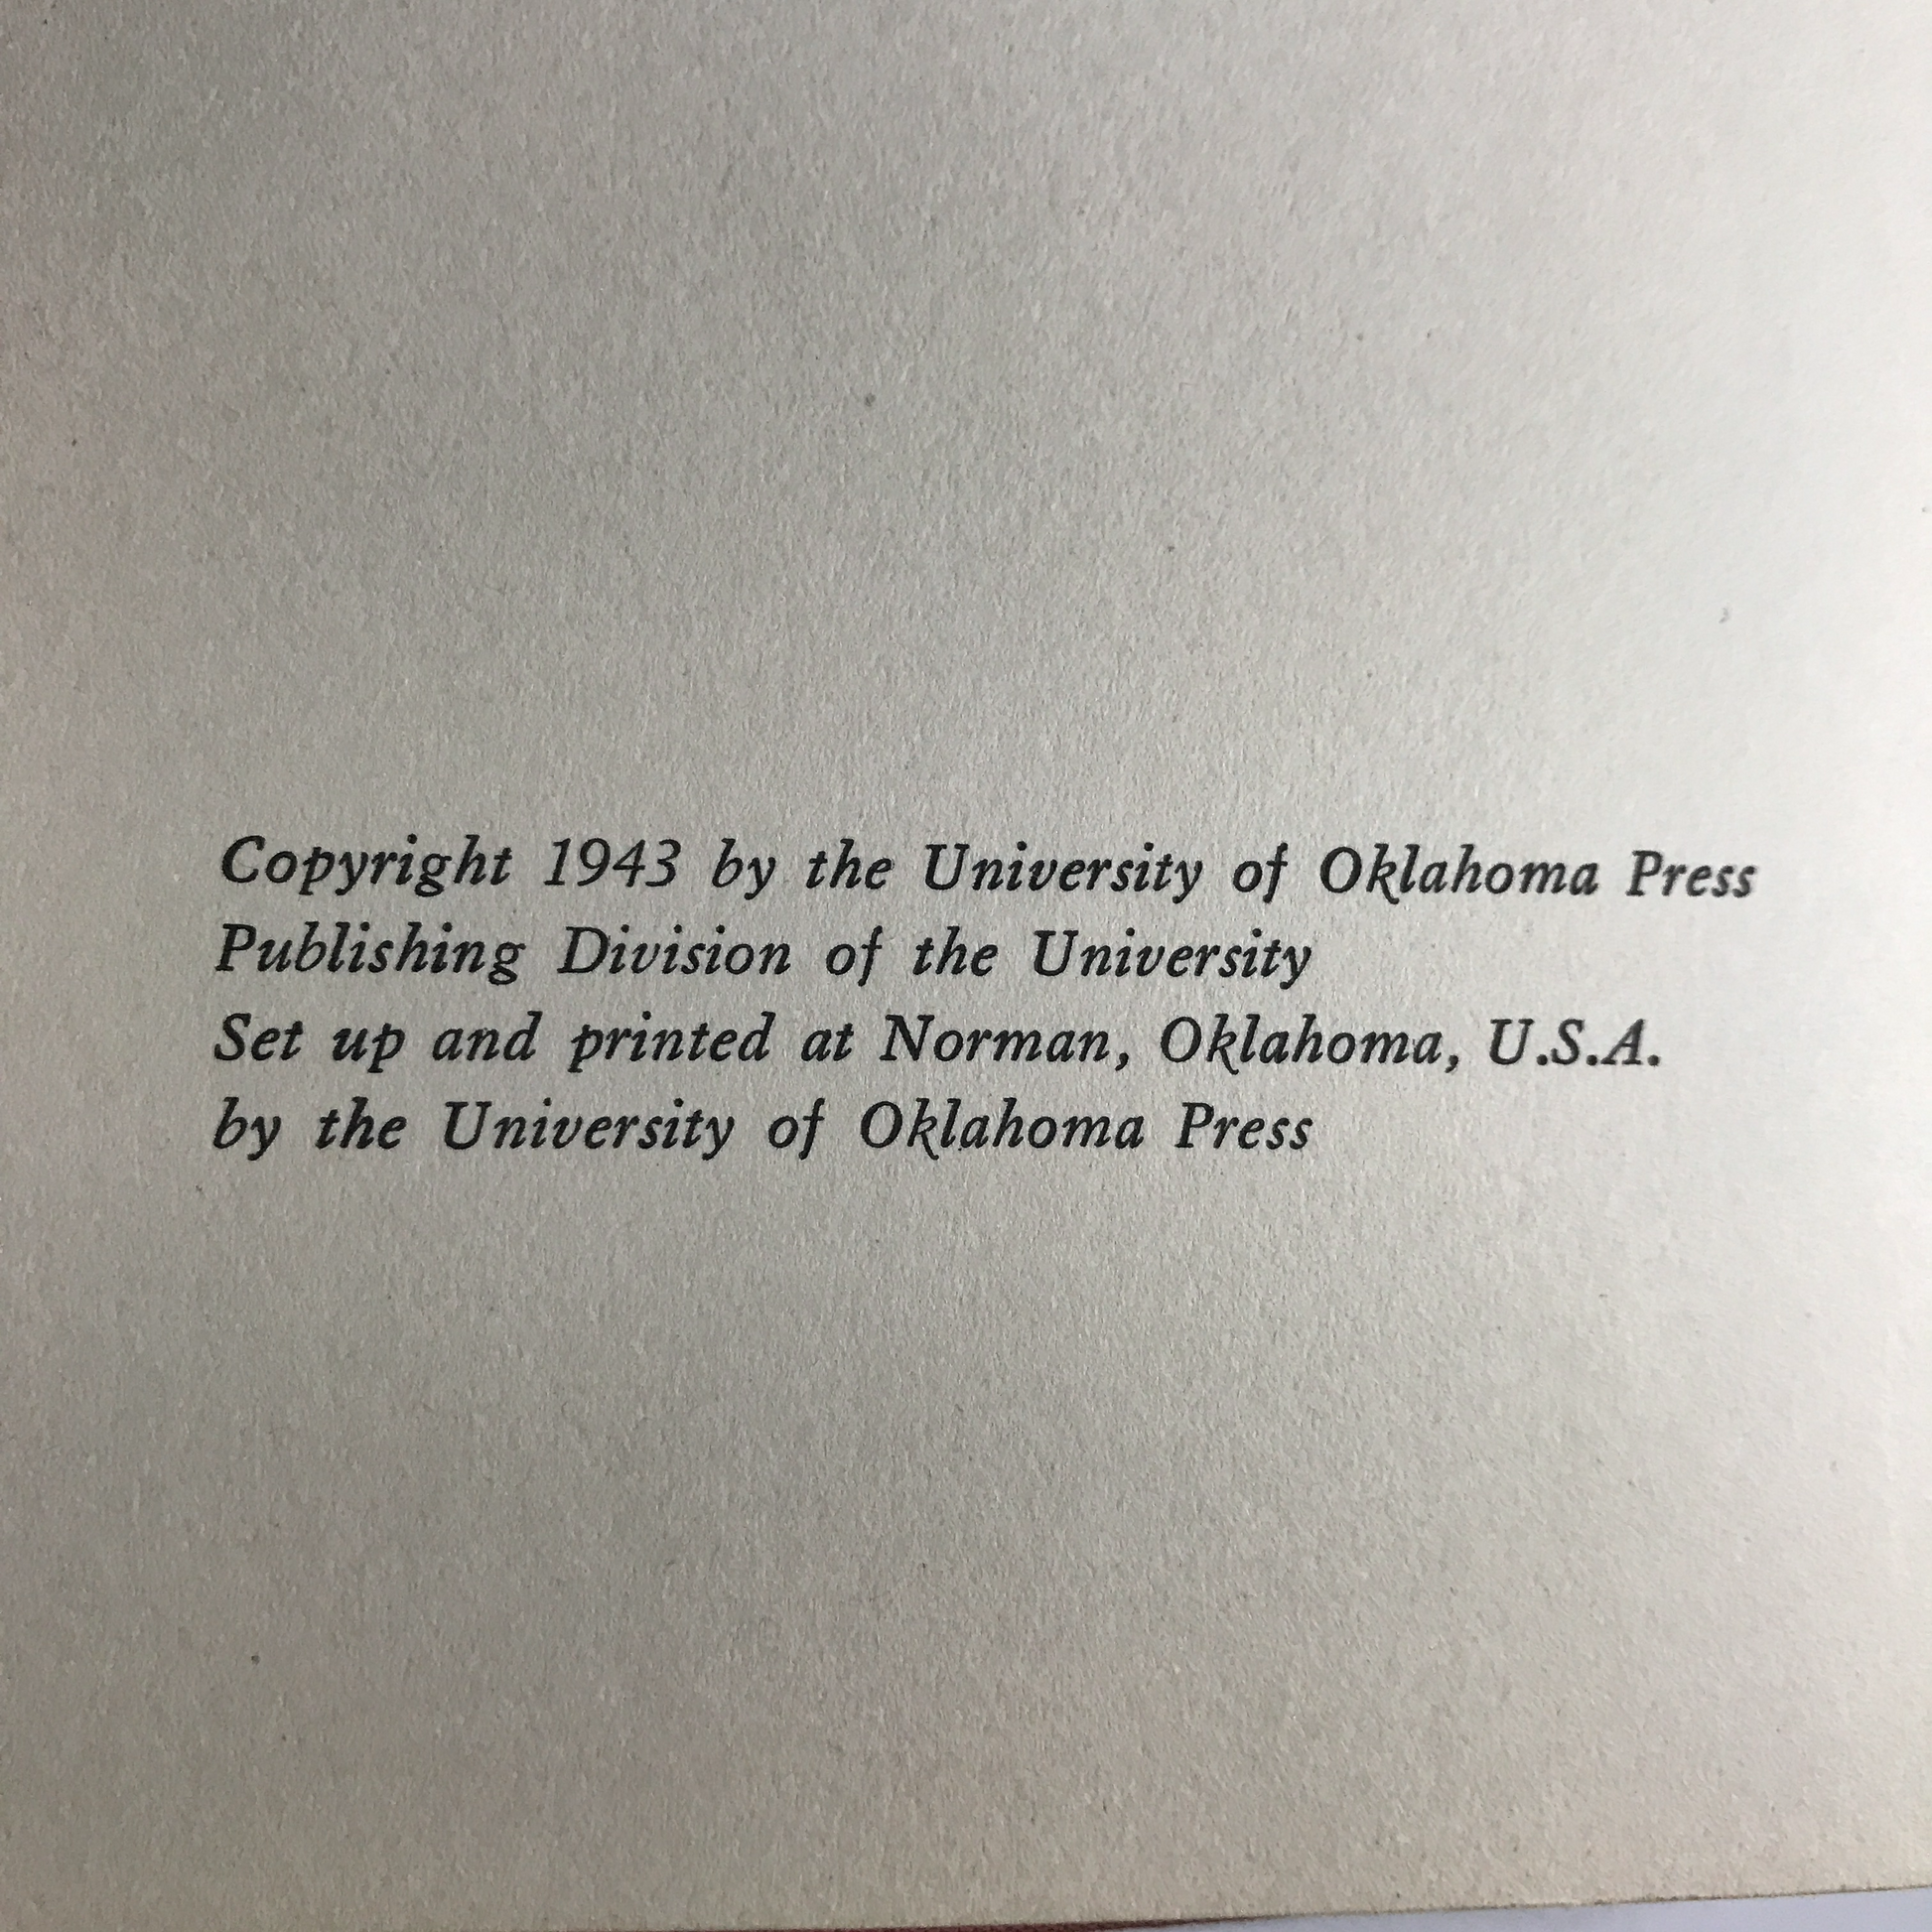 Copyright 1943 by the University of Oklahoma Press
Publishing Division of the University
Set up and printed at Norman, Oklahoma, U.S.A.
by the University of Oklahoma Press